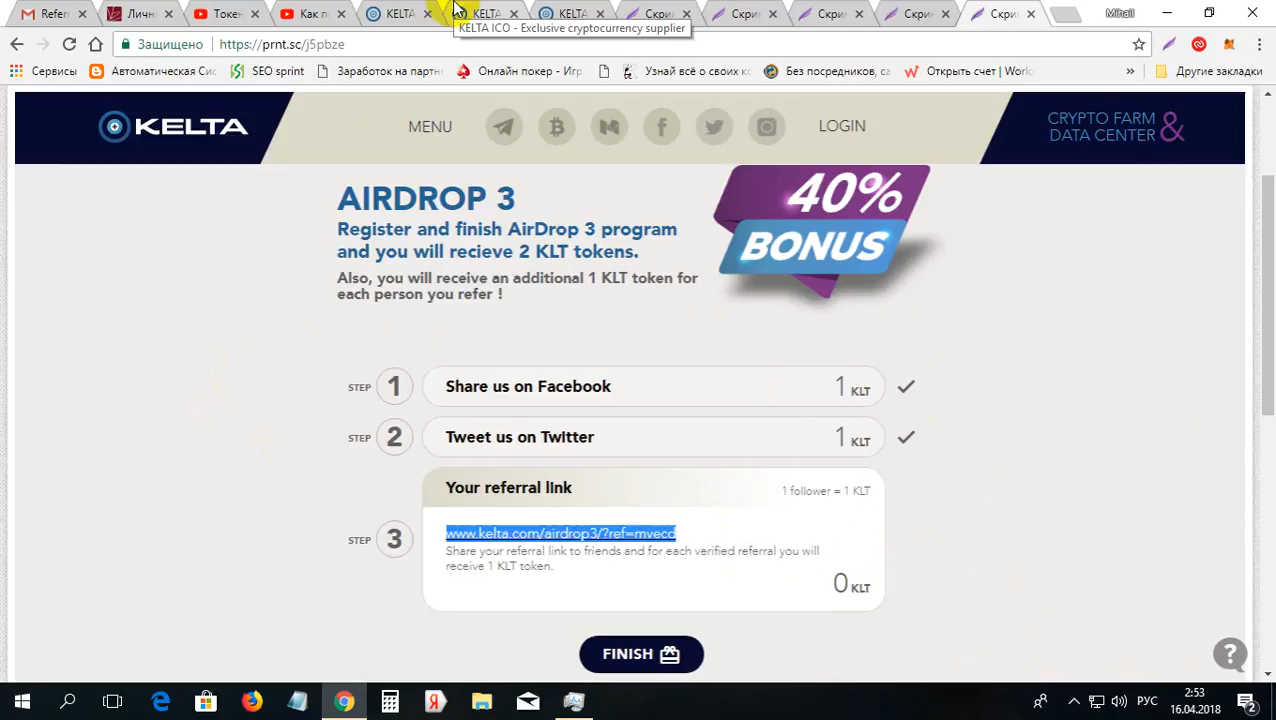 Refer
Личн
Токен
Как п
KELTA
KELTA
KELTA
Скри
Скри
Скри
Скри
Скри
Mihail
KELTA ICO - Exclusive cryptocurrency supplier
Защищено
https://prnt.sc/j5pbze
Сервисы
Автоматическая Сис
SEO sprint
Заработок на партне
Онлайн покер - Игр
Узнай всё о своих ко
Без посредников, са
Открыть счет | Work
»
Другие закладки
KELTA
MENU
LOGIN
CRYPTO FARM
DATA CENTER &
AIRDROP 3
Register and finish AirDrop 3 program
and you will recieve 2 KLT tokens.
Also, you will receive an additional 1 KLT token for
each person you refer !
40%
BONUS
STEP 1 Share us on Facebook 1 KLT
STEP 2 Tweet us on Twitter 1 KLT
Your referral link 1 follower = 1 KLT
STEP 3
www.kelta.com/airdrop3/?ref=mvecd
Share your referral link to friends and for each verified referral you will
receive 1 KLT token.
0 KLT
FINISH
?
РУС
2:53
16.04.2018
2